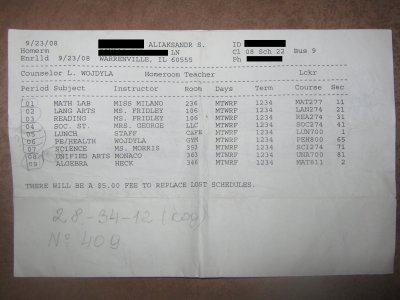 9/23/08 ALIAKSANDR S. ID
Homerm LN Cl 08 Sch 22 Bus 9
Enrlld 9/23/08 WARRENVILLE, IL 60555 Ph
Counselor L. WOJDYLA Homeroom Teacher Lckr
Period Subject Instructor Room Days Term Course Sec
01 MATH LAB MISS MILANO 236 MTWRF 1234 MAT277 11
02 LANG ARTS MS. FRIDLEY 106 MTWRF 1234 LAN274 21
03 READING MS. FRIDLEY 106 MTWRF 1234 REA274 31
04 SOC. ST. MRS. GEORGE LLC MTWRF 1234 SOC274 41
05 LUNCH STAFF CAFE MTWRF 1234 LUN700 1
06 PE/HEALTH WOJDYLA GYM MTWRF 1234 PEH800 65
07 SCIENCE MS. MORRIS 353 MTWRF 1234 SCI274 71
08 UNIFIED ARTS MONACO 363 MTWRF 1234 UNA700 81
09 ALGEBRA HECK 346 MTWRF 1234 MAT811 2
THERE WILL BE A $5.00 FEE TO REPLACE LOST SCHEDULES.
28-34-12 (код)
№ 409